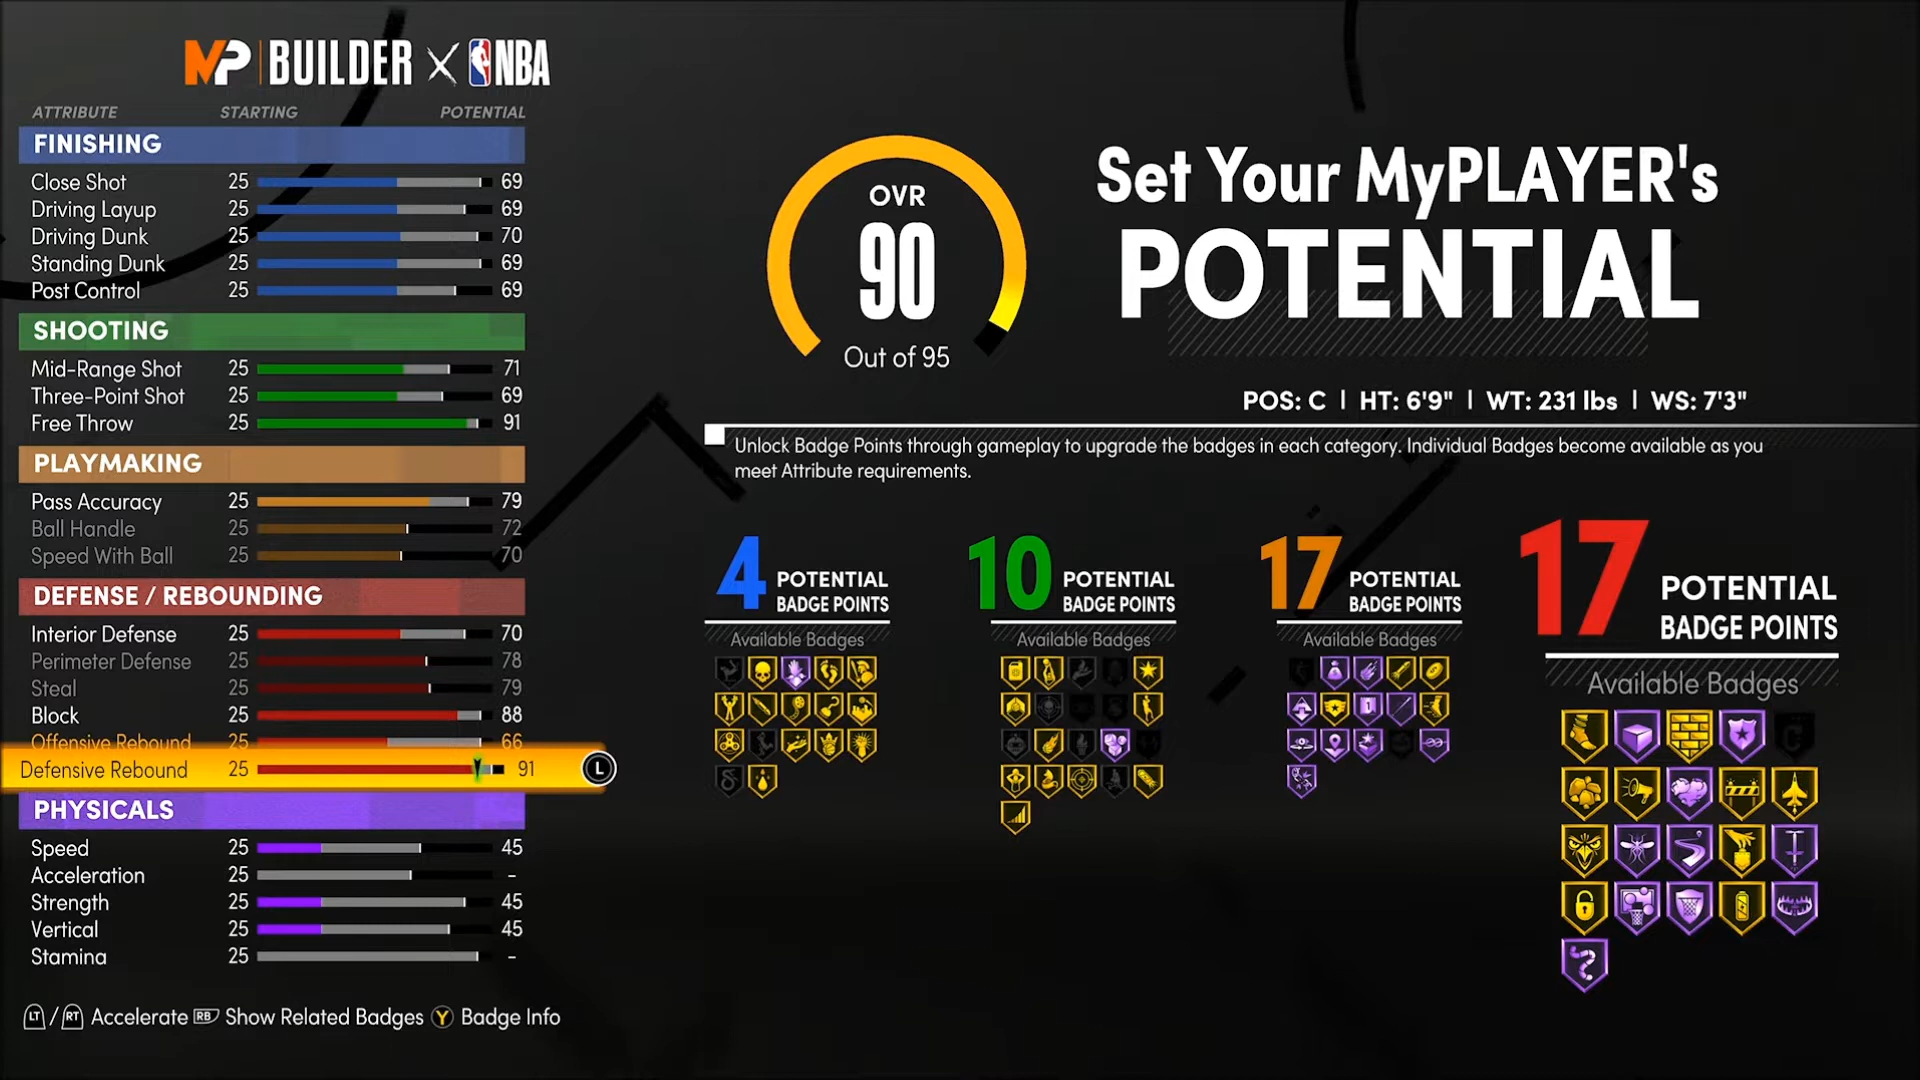 MP | BUILDER X NBA
ATTRIBUTE STARTING POTENTIAL
FINISHING
Close Shot 25 69
Driving Layup 25 69
Driving Dunk 25 70
Standing Dunk 25 69
Post Control 25 69
SHOOTING
Mid-Range Shot 25 71
Three-Point Shot 25 69
Free Throw 25 91
PLAYMAKING
Pass Accuracy 25 79
Ball Handle 25 72
Speed With Ball 25 70
DEFENSE / REBOUNDING
Interior Defense 25 70
Perimeter Defense 25 78
Steal 25 79
Block 25 88
Offensive Rebound 25 66
Defensive Rebound 25 91 L
PHYSICALS
Speed 25 45
Acceleration 25 -
Strength 25 45
Vertical 25 45
Stamina 25 -
LT / RT Accelerate RB Show Related Badges Y Badge Info
OVR
90
Out of 95
Set Your MyPLAYER's
POTENTIAL
POS: C | HT: 6'9" | WT: 231 lbs | WS: 7'3"
Unlock Badge Points through gameplay to upgrade the badges in each category. Individual Badges become available as you
meet Attribute requirements.
4 POTENTIAL
BADGE POINTS
Available Badges
10 POTENTIAL
BADGE POINTS
Available Badges
17 POTENTIAL
BADGE POINTS
Available Badges
17 POTENTIAL
BADGE POINTS
Available Badges